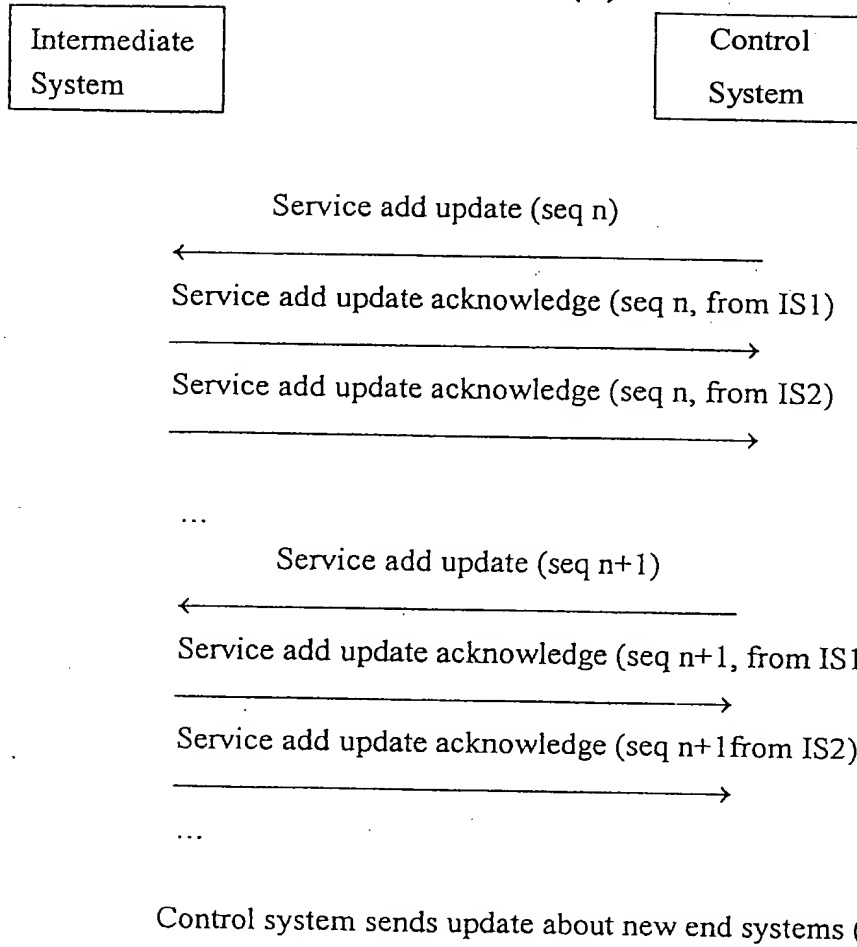 Intermediate
System
Control
System
Service add update (seq n)
Service add update acknowledge (seq n, from IS1)
Service add update acknowledge (seq n, from IS2)
...
Service add update (seq n+1)
Service add update acknowledge (seq n+1, from IS1
Service add update acknowledge (seq n+1from IS2)
...
Control system sends update about new end systems (